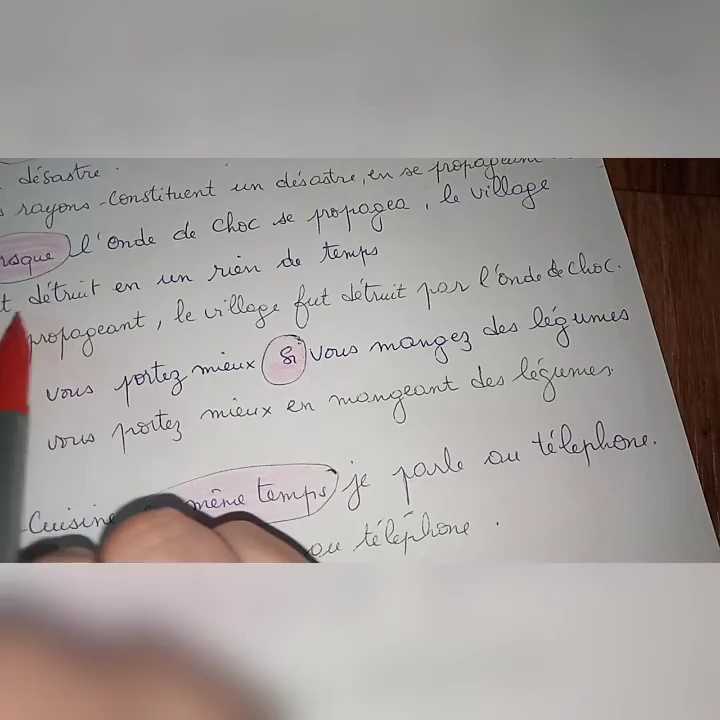 désastre.
rayons constituent un désastre, en se propageant
l'onde de choc se propagea, le village
détruit en un rien de temps
propageant, le village fut détruit par l'onde de choc.
vous portez mieux si vous mangez des légumes
vous portez mieux en mangeant des légumes.
Cuisine même temps je parle au téléphone.
au téléphone.